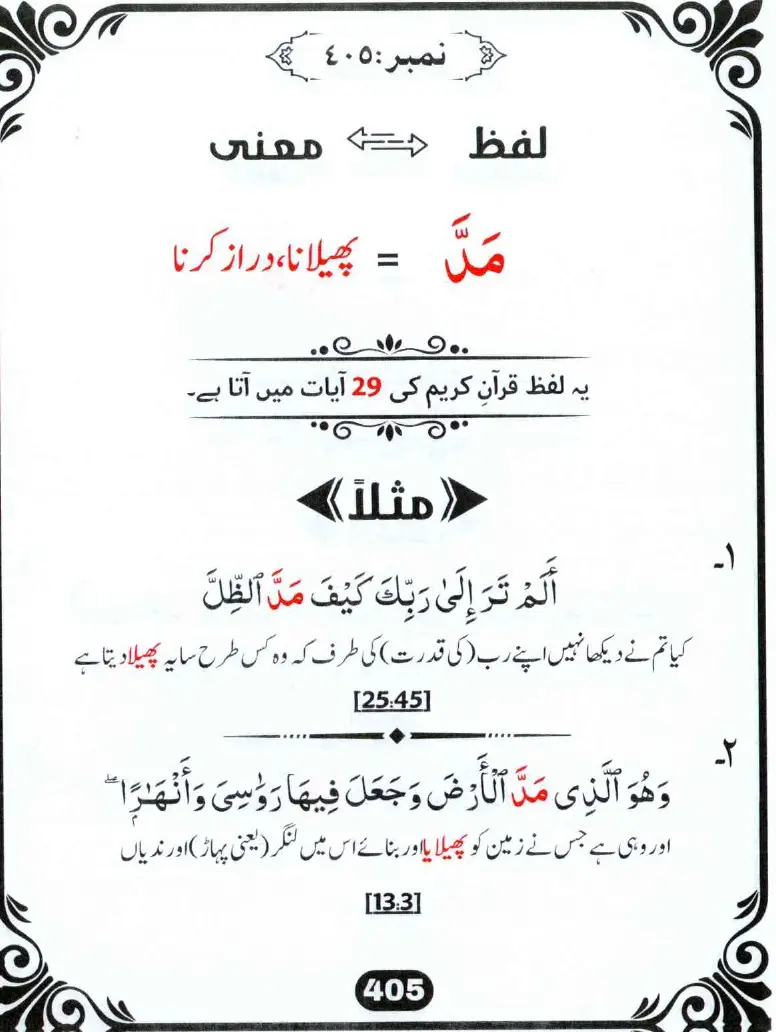 نمبر:٤٠٥
لفظ ⇐⇒ معنی
مَدَّ = پھیلانا، دراز کرنا
یہ لفظ قرآنِ کریم کی 29 آیات میں آتا ہے۔
مثلاً
۱۔
أَلَمْ تَرَ إِلَىٰ رَبِّكَ كَيْفَ مَدَّ ٱلظِّلَّ
کیا تم نے دیکھا نہیں اپنے رب (کی قدرت) کی طرف کہ وہ کس طرح سایہ پھیلا دیتا ہے
[25:45]
۲۔
وَهُوَ ٱلَّذِى مَدَّ ٱلْأَرْضَ وَجَعَلَ فِيهَا رَوَٰسِىَ وَأَنْهَـٰرًا ۖ
اور وہی ہے جس نے زمین کو پھیلایا اور بنائے اس میں لنگر (یعنی پہاڑ) اور ندیاں
[13:3]
405